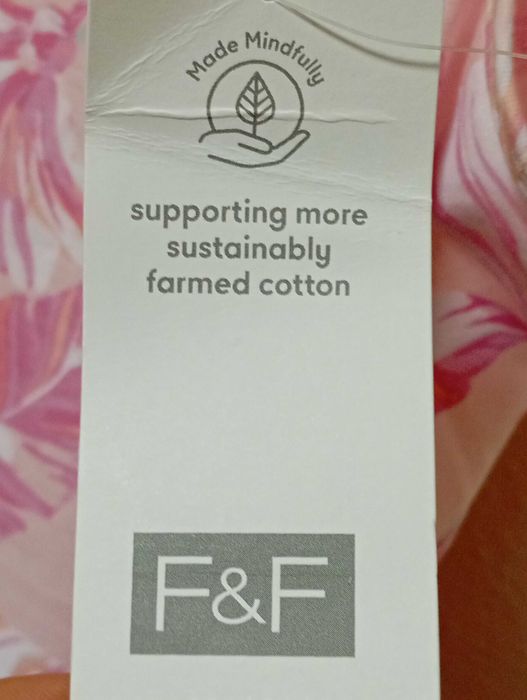 Made Mindfully
supporting more
sustainably
farmed cotton
F&F